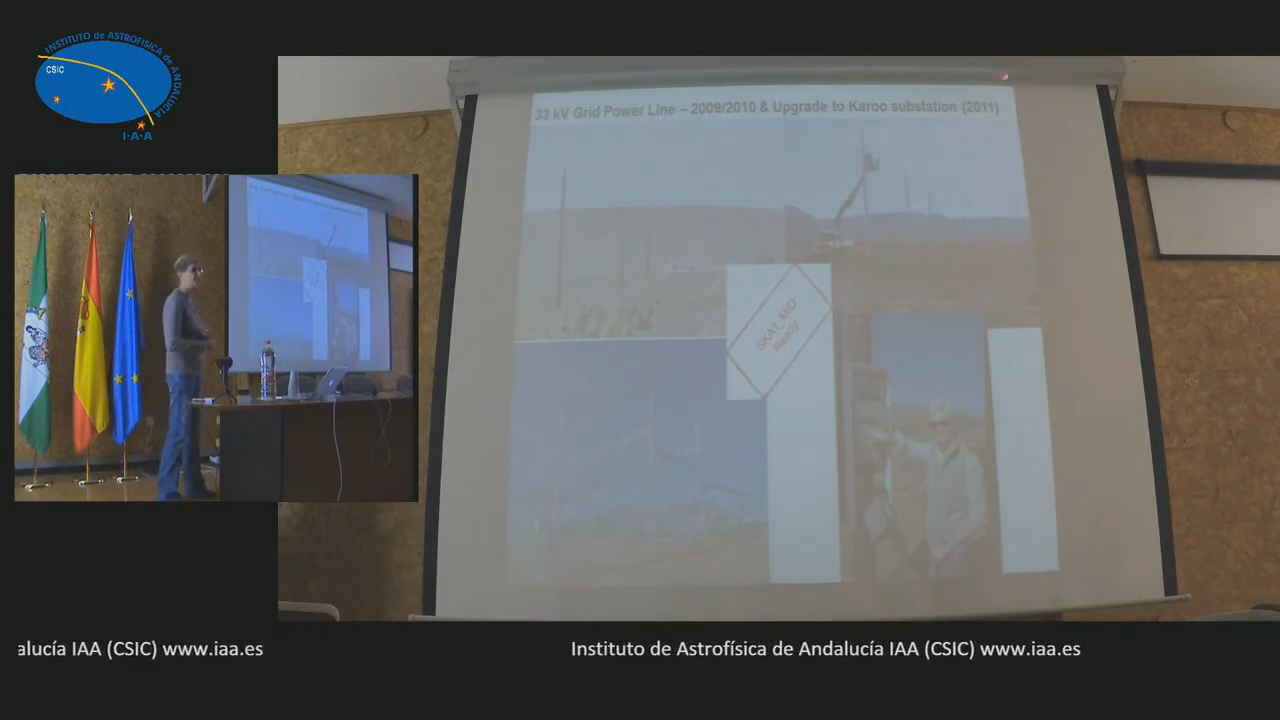 INSTITUTO de ASTROFÍSICA de ANDALUCÍA
CSIC
I·A·A
33 kV Grid Power Line – 2009/2010 & Upgrade to Karoo substation (2011)
SKA1_MID
Ready
alucía IAA (CSIC) www.iaa.es
Instituto de Astrofísica de Andalucía IAA (CSIC) www.iaa.es